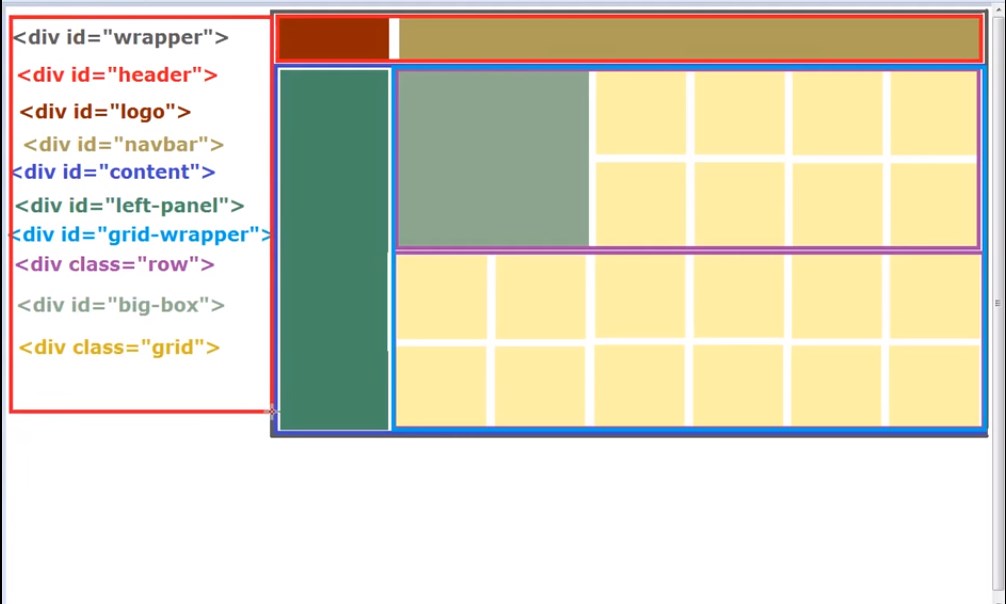 <div id="wrapper">
<div id="header">
<div id="logo">
<div id="navbar">
<div id="content">
<div id="left-panel">
<div id="grid-wrapper">
<div class="row">
<div id="big-box">
<div class="grid">